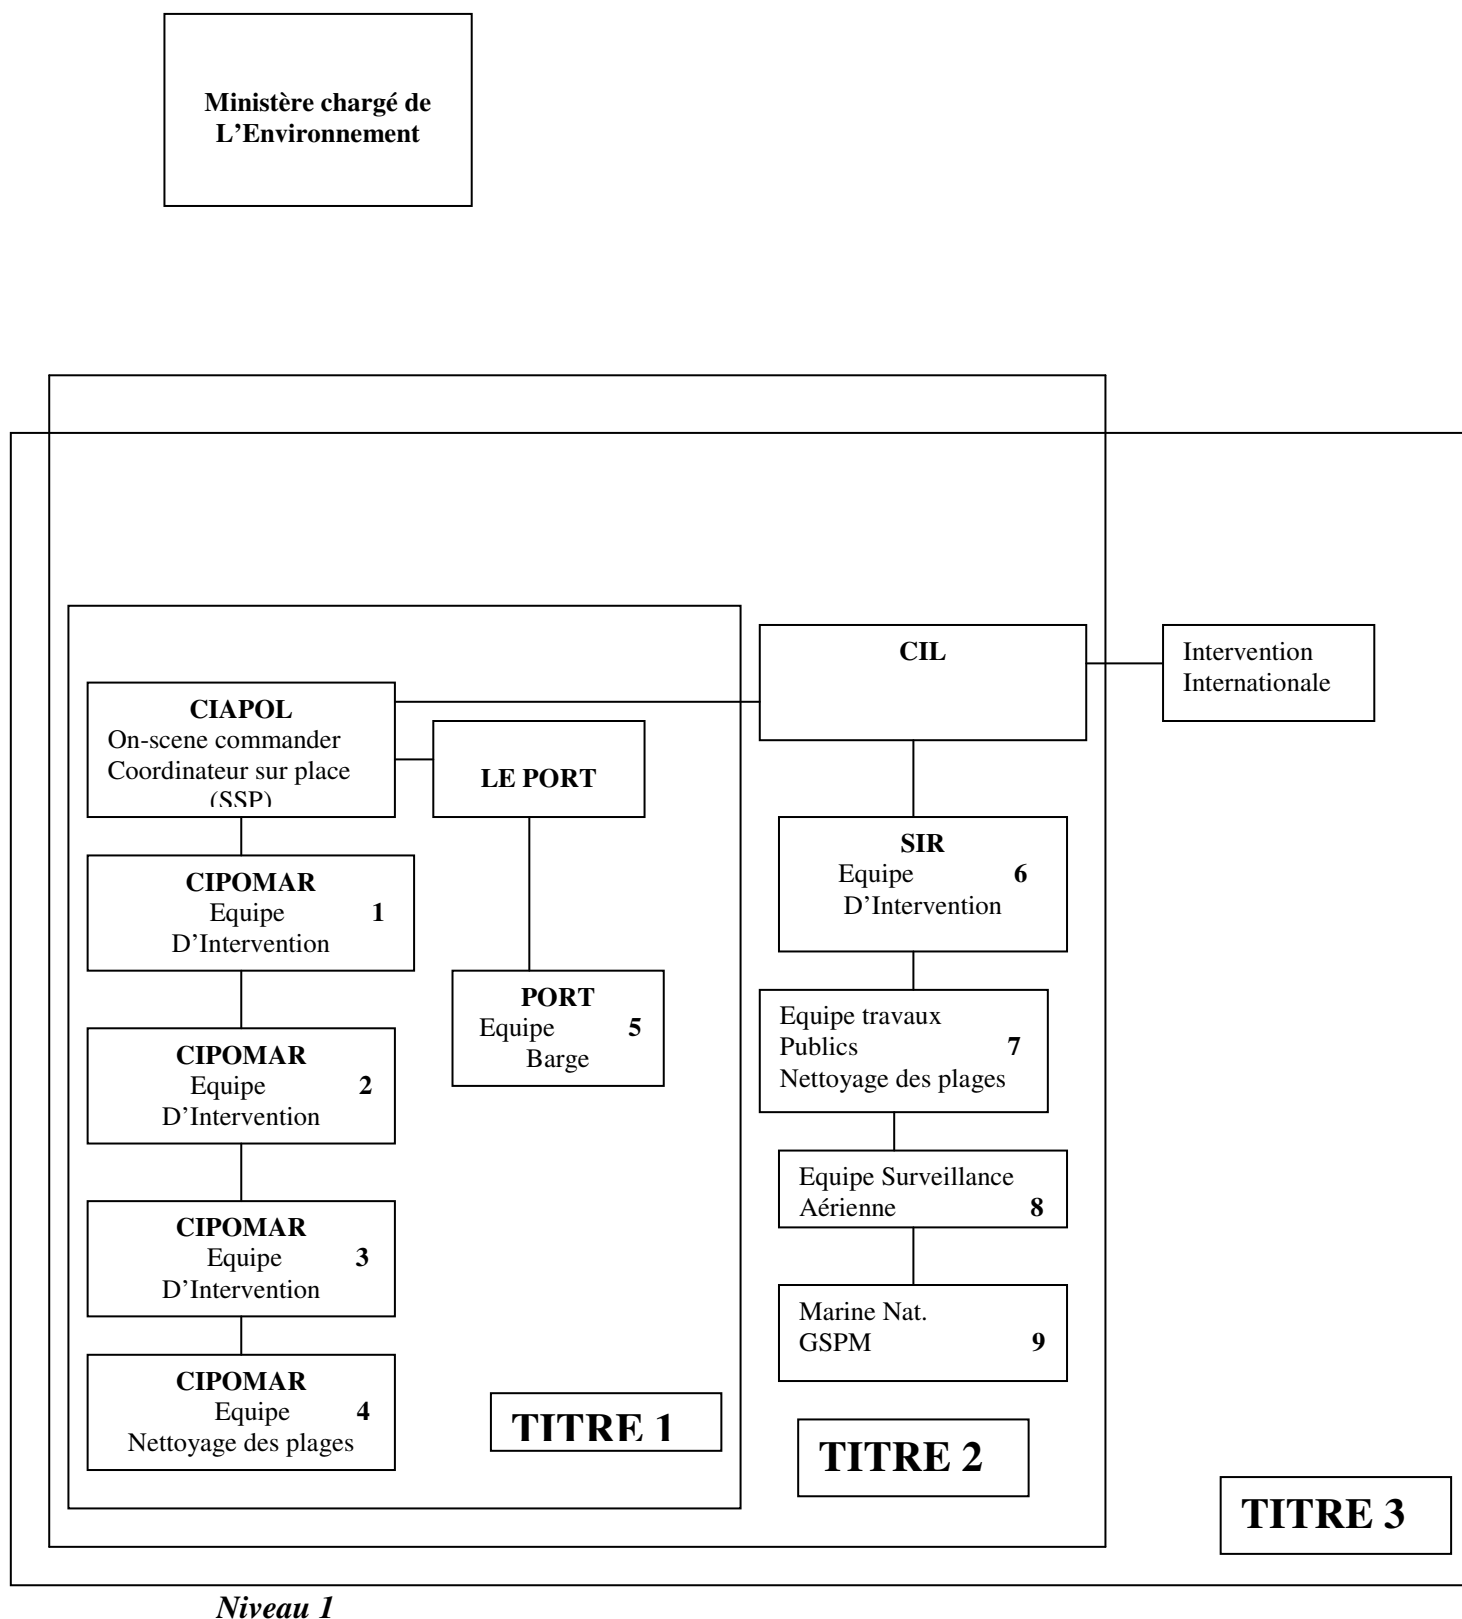 Ministère chargé de
L’Environnement
CIL
Intervention
Internationale
CIAPOL
On-scene commander
Coordinateur sur place
(SSP)
LE PORT
CIPOMAR
Equipe 1
D’Intervention
PORT
Equipe 5
Barge
CIPOMAR
Equipe 2
D’Intervention
CIPOMAR
Equipe 3
D’Intervention
CIPOMAR
Equipe 4
Nettoyage des plages
TITRE 1
SIR
Equipe 6
D’Intervention
Equipe travaux
Publics 7
Nettoyage des plages
Equipe Surveillance
Aérienne 8
Marine Nat.
GSPM 9
TITRE 2
TITRE 3
Niveau 1